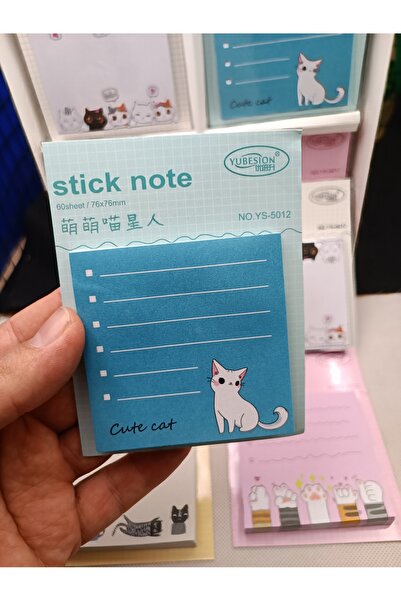 Cute cat
YUBESION®
stick note
60sheet / 76x76mm
萌萌喵星人
NO.YS-5012
Cute cat